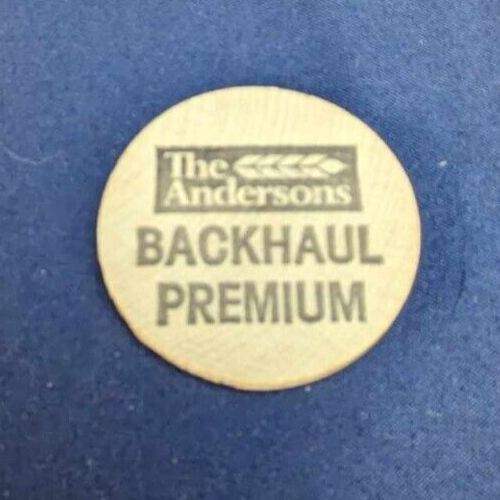 The
Andersons
BACKHAUL
PREMIUM